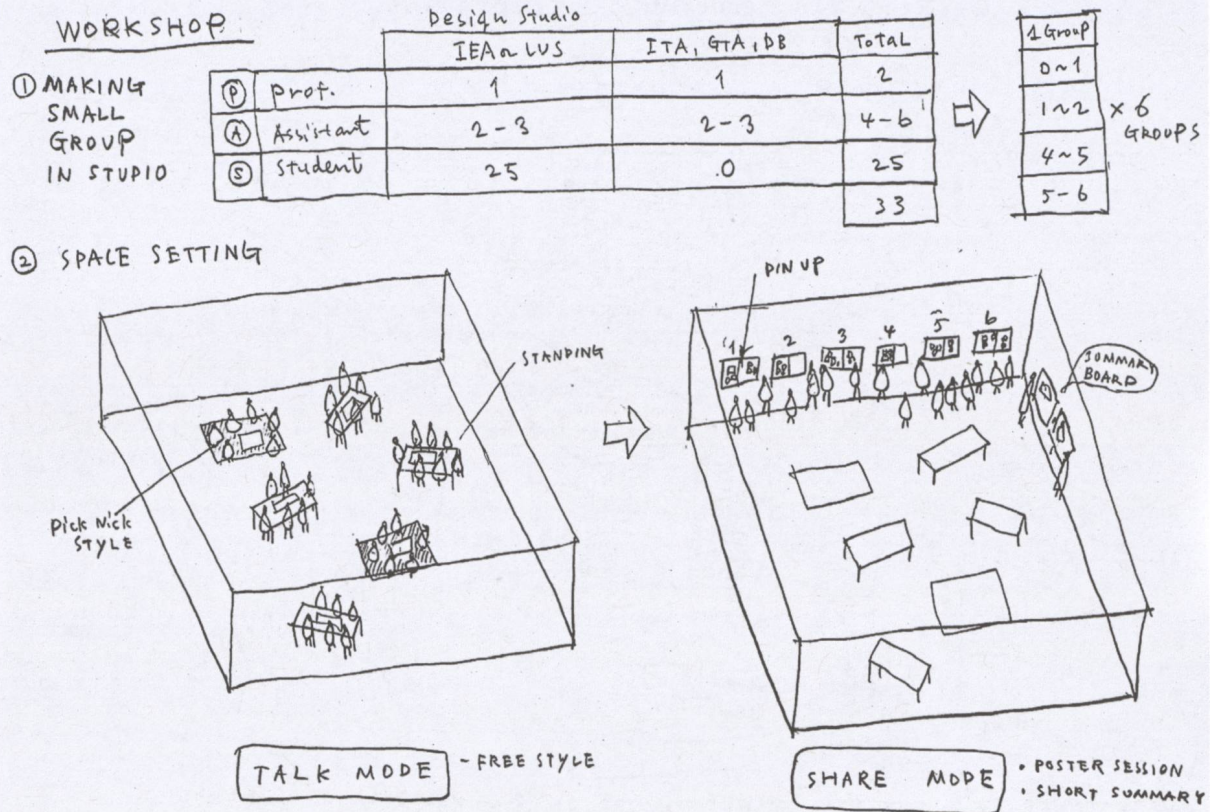 WORKSHOP
① MAKING
SMALL
GROUP
IN STUDIO
Design Studio
IEA or LUS
ITA, GTA, DB
ToTaL
Ⓟ Prof. 1 1 2
Ⓐ Assistant 2-3 2-3 4-6
Ⓢ Student 25 0 25
33
1 Group
0~1
1~2
4~5
5-6
× 6
GROUPS
② SPACE SETTING
STANDING
Pick Nick
STYLE
TALK MODE
- FREE STYLE
PIN UP
1 2 3 4 5 6
SUMMARY
BOARD
SHARE MODE
• POSTER SESSION
• SHORT SUMMARY